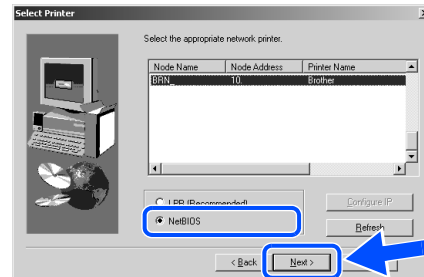 Select Printer
Select the appropriate network printer.
Node Name Node Address Printer Name
BRN_ 10. Brother
LPR (Recommended)
Configure IP
NetBIOS
Refresh
< Back Next >